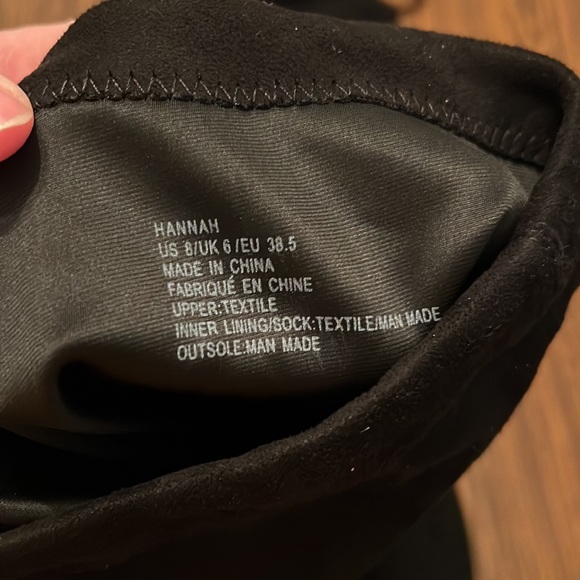 HANNAH
US 8/UK 6/EU 38.5
MADE IN CHINA
FABRIQUÉ EN CHINE
UPPER:TEXTILE
INNER LINING/SOCK:TEXTILE/MAN MADE
OUTSOLE:MAN MADE